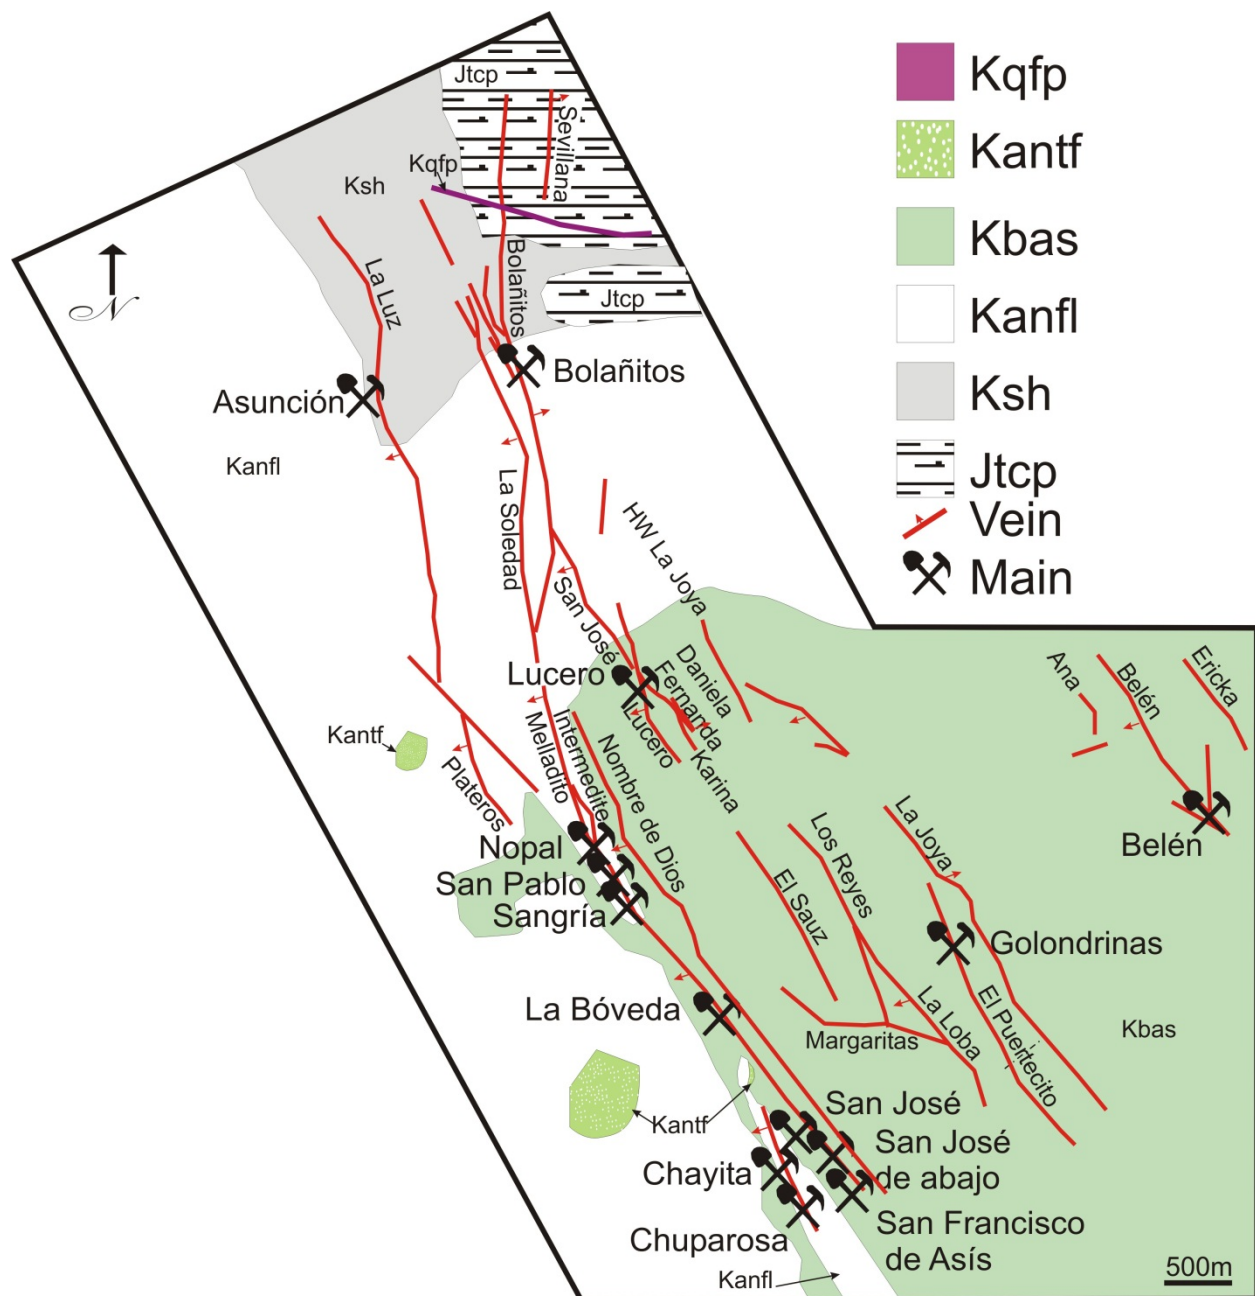 Kqfp
Kantf
Kbas
Kanfl
Ksh
Jtcp
Vein
Main
Jtcp
Sevillana
Kqfp
Ksh
N
La Luz
Bolañitos
Jtcp
Bolañitos
Asunción
Kanfl
La Soledad
HW La Joya
San José
Lucero
Daniela
Fernanda
Lucero
Karina
Ana
Belén
Ericka
Kantf
Plateros
Melladito
Intermedite
Nombre de Dios
Nopal
San Pablo
Sangría
El Sauz
Los Reyes
La Joya
Belén
Golondrinas
La Bóveda
Margaritas
La Loba
El Puertecito
Kbas
Kantf
San José
San José
de abajo
Chayita
San Francisco
de Asís
Chuparosa
Kanfl
500m